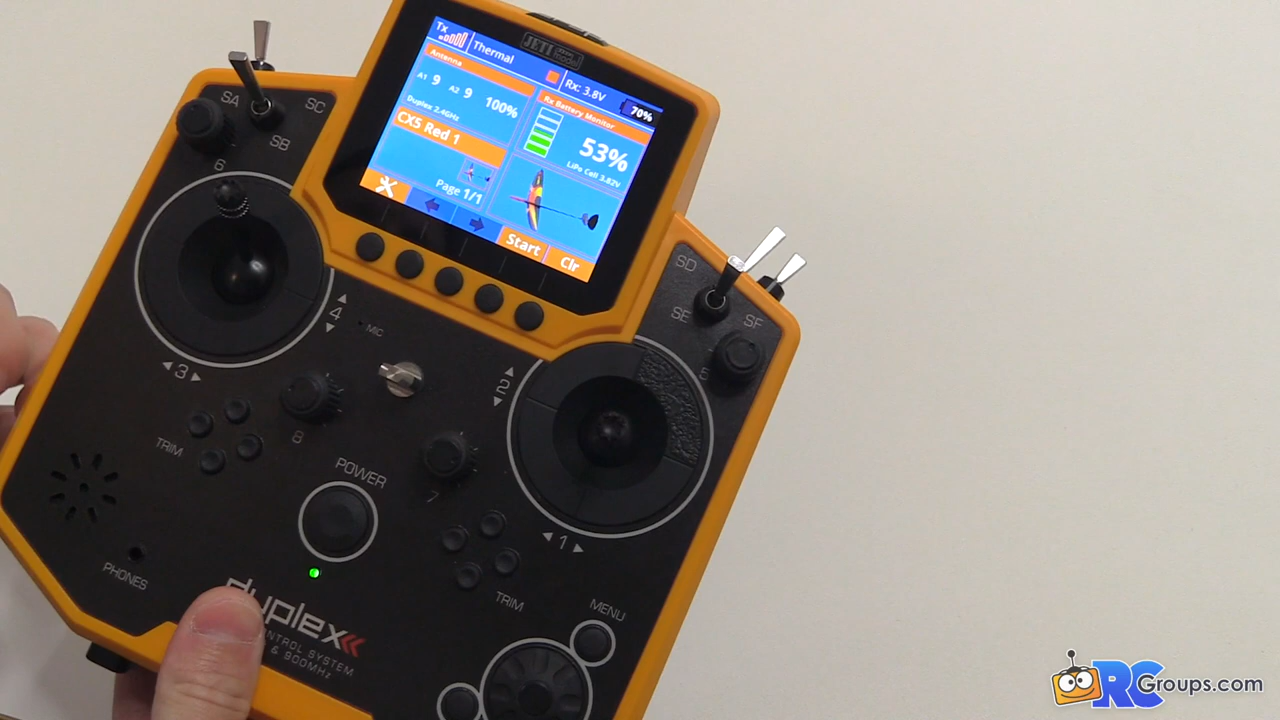 Tx
Thermal
Rx: 3.8V
70%
JETI
model
Antenna
A1 9 A2 9 100%
Duplex 2.4GHz
Rx Battery Monitor
53%
LiPo Cell 3.82V
CX5 Red 1
Page 1/1
Start
Clr
SA
SC
SB
6
SD
SE
SF
5
4
MIC
3
2
8
TRIM
POWER
7
1
PHONES
TRIM
MENU
duplex
NTROL SYSTEM
& 900MHz
RCGroups.com